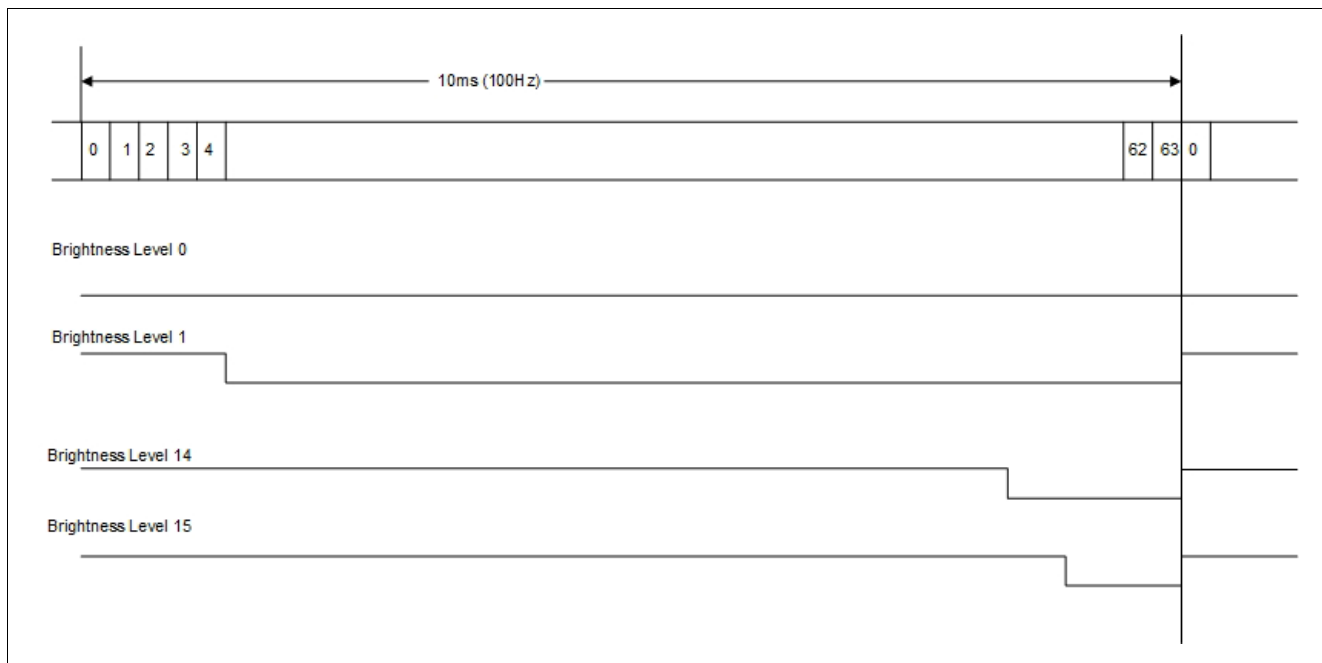 10ms (100Hz)
0 1 2 3 4 62 63 0
Brightness Level 0
Brightness Level 1
Brightness Level 14
Brightness Level 15